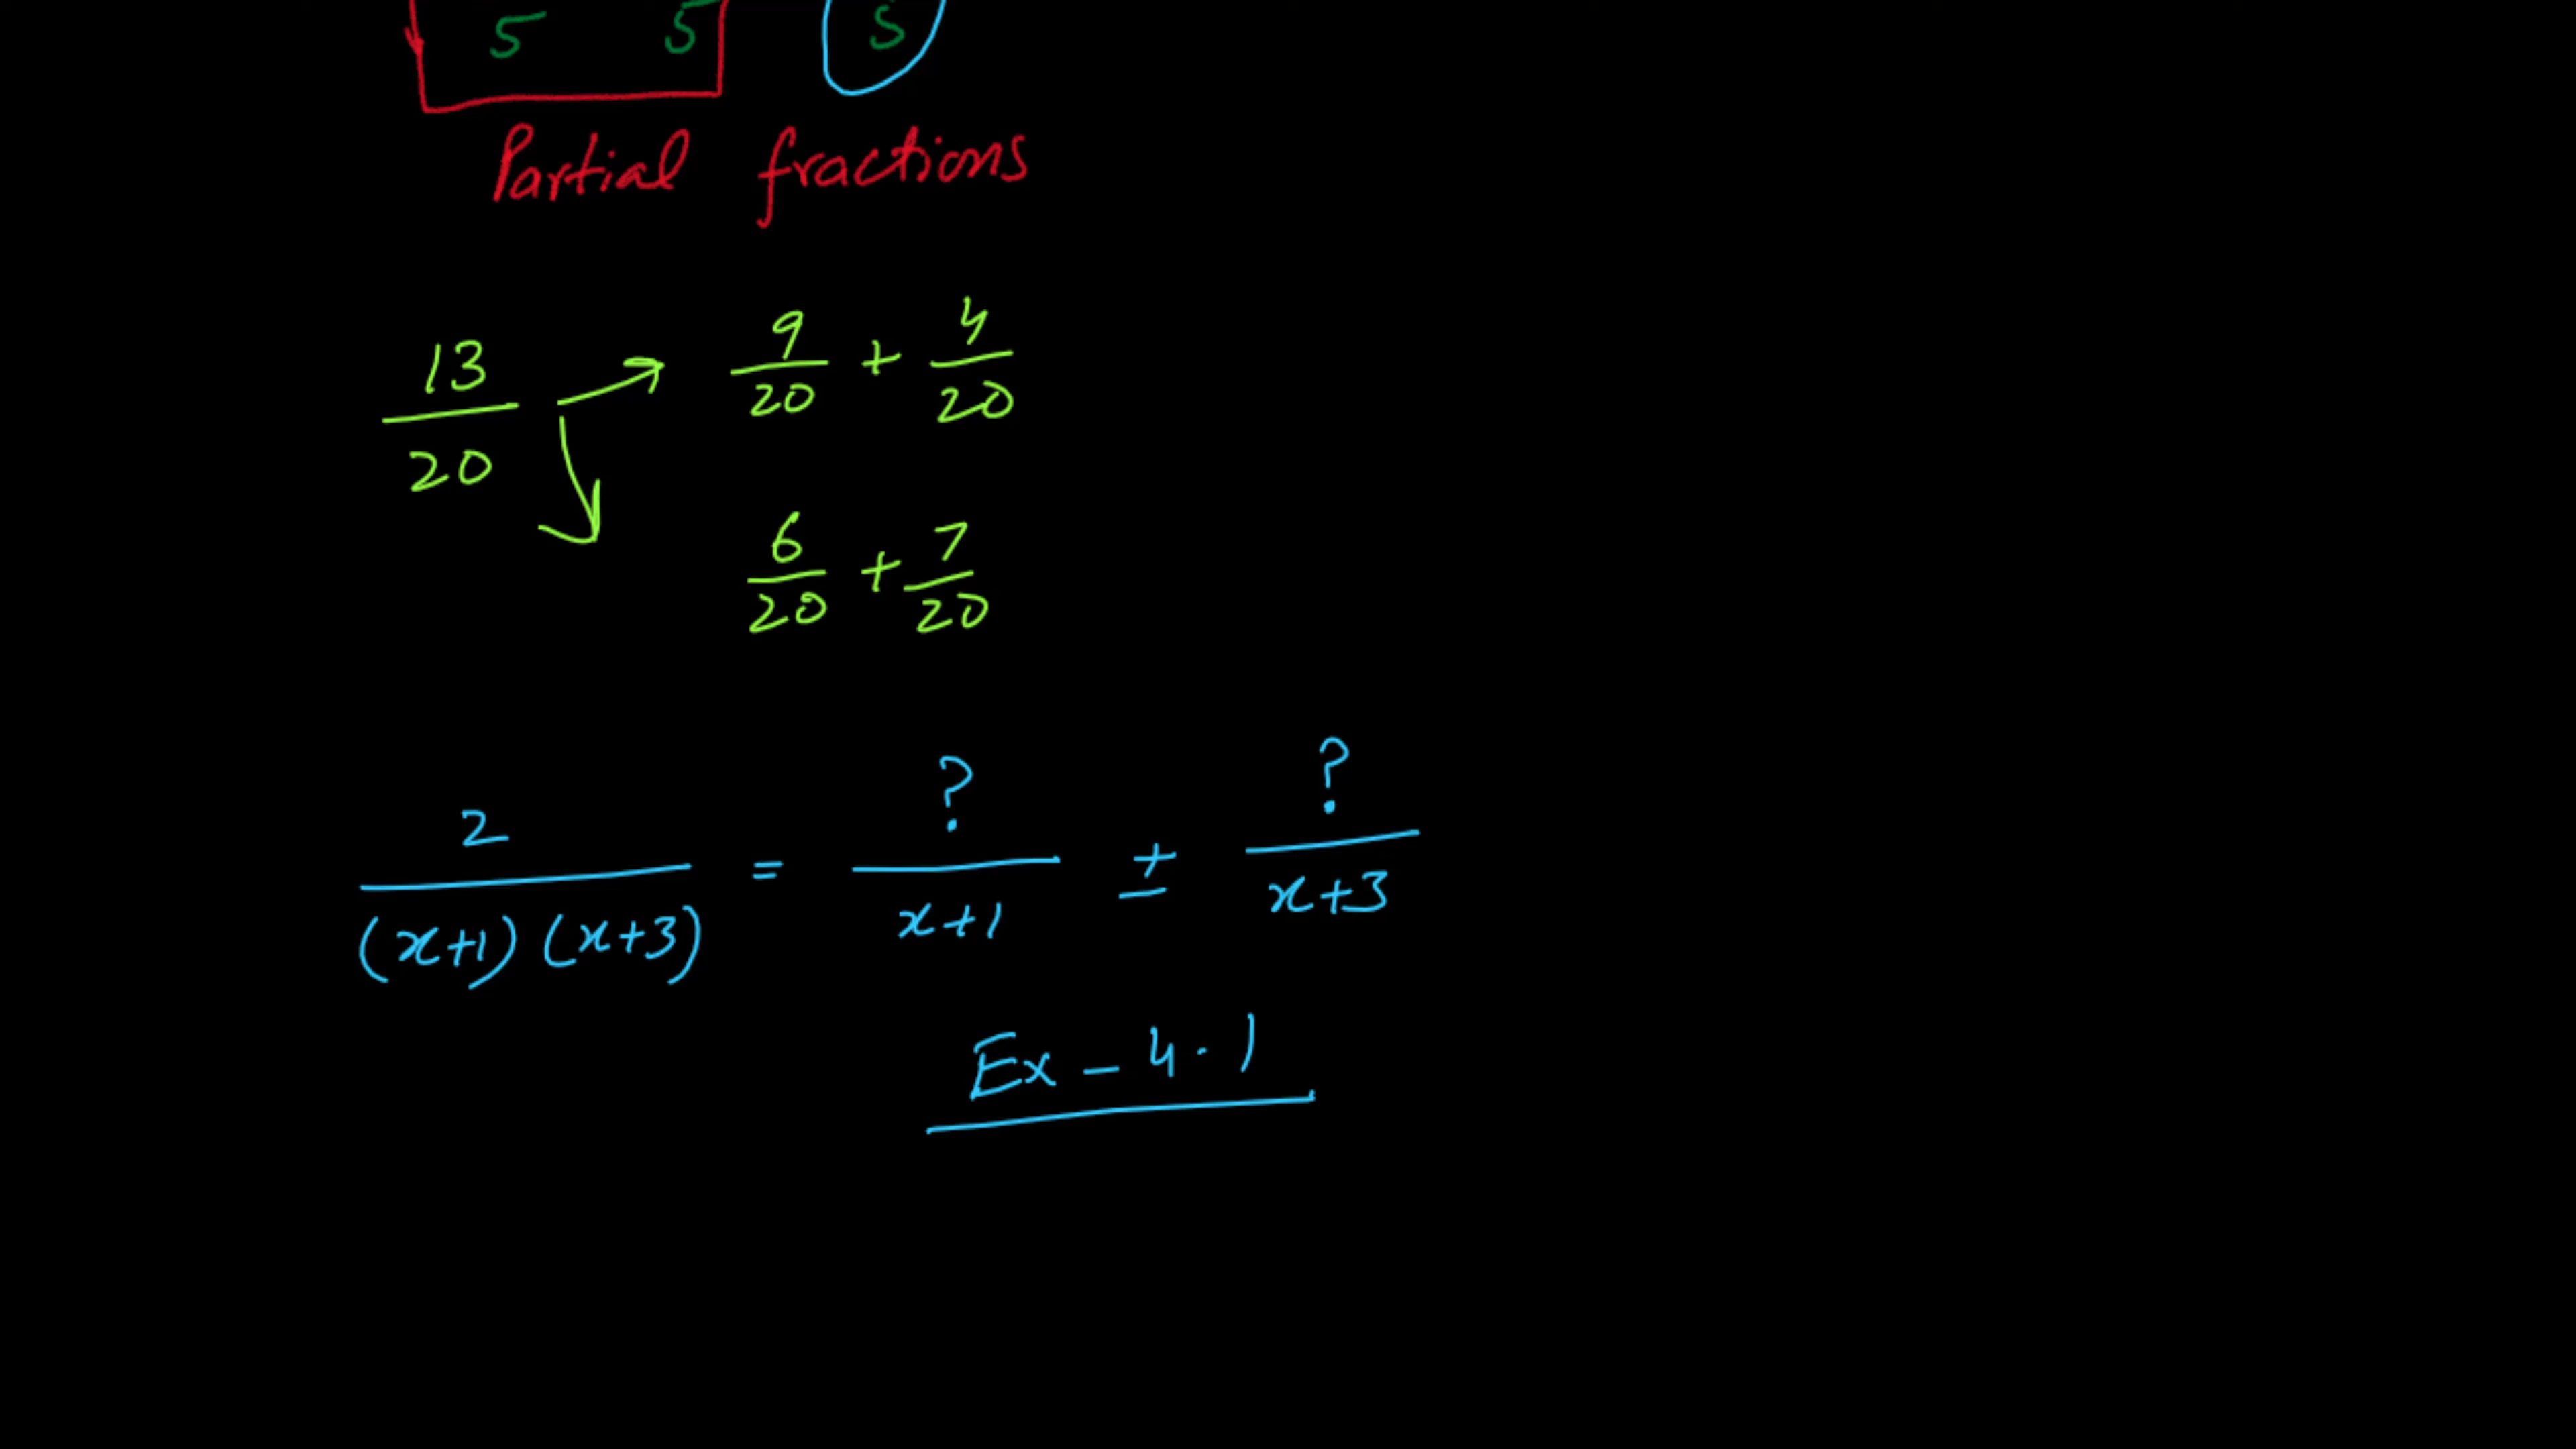 5 5 5
Partial fractions
13/20 9/20 + 4/20
6/20 + 7/20
2/(x+1)(x+3) = ?/x+1 ± ?/x+3
Ex - 4.1